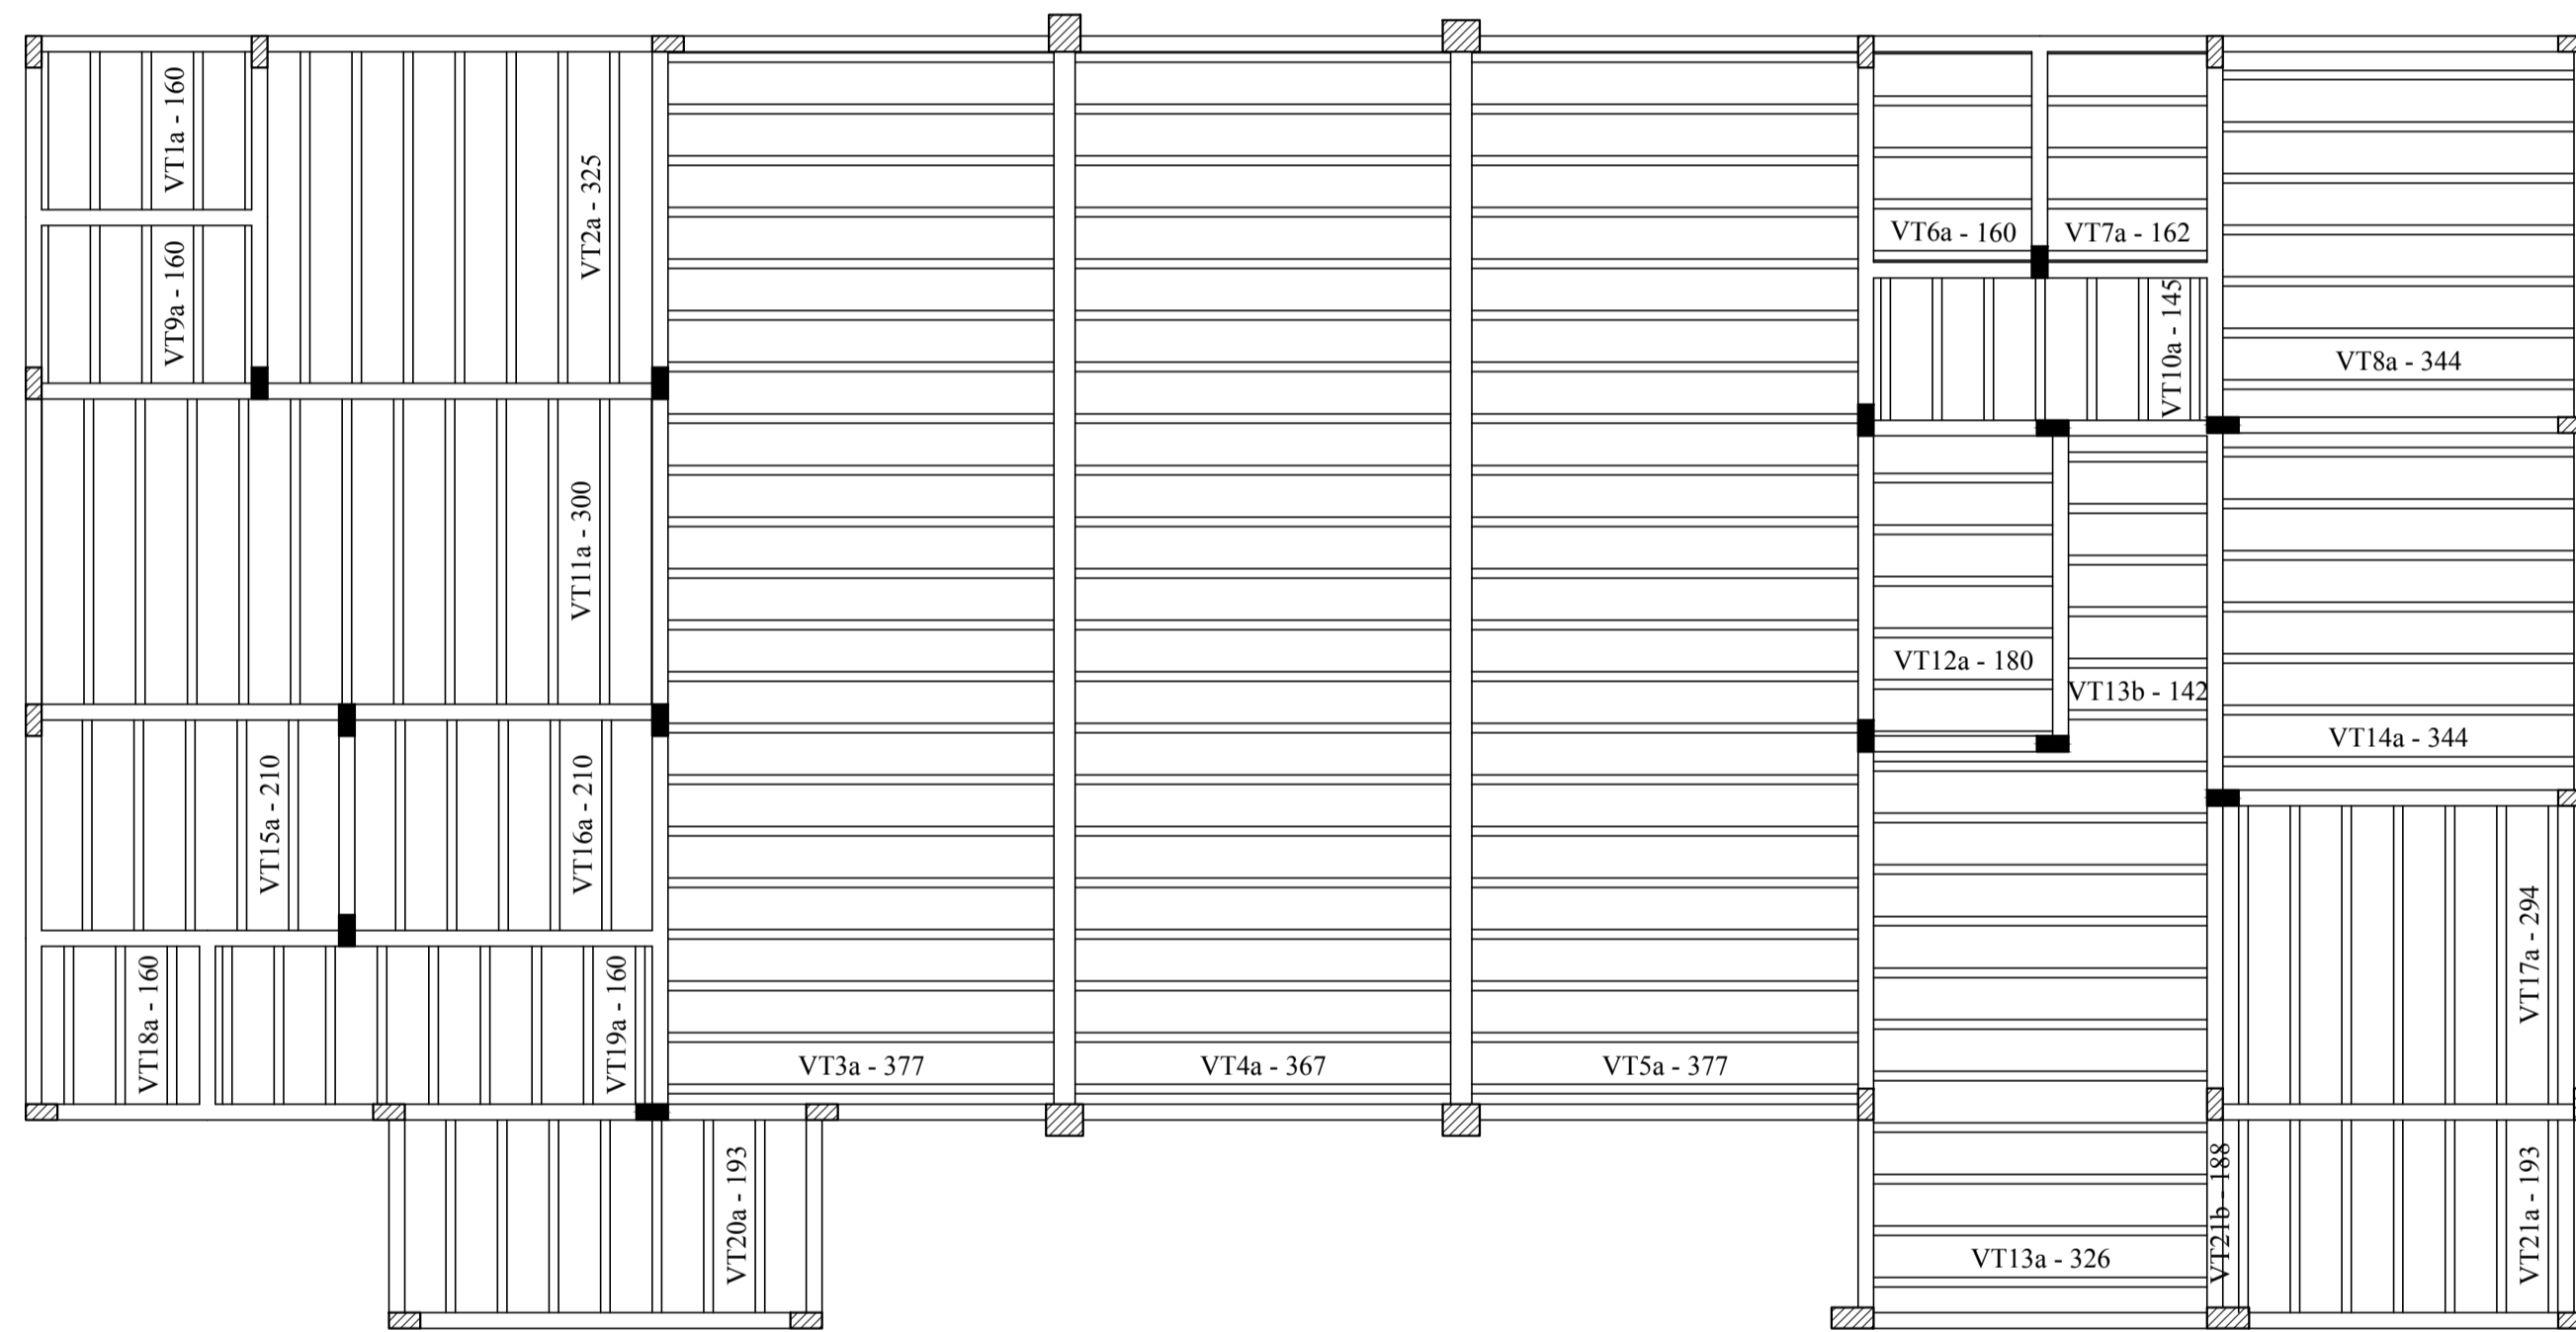 VT1a - 160
VT2a - 325
VT9a - 160
VT6a - 160
VT7a - 162
VT10a - 145
VT8a - 344
VT11a - 300
VT12a - 180
VT13b - 142
VT14a - 344
VT15a - 210
VT16a - 210
VT17a - 294
VT18a - 160
VT19a - 160
VT3a - 377
VT4a - 367
VT5a - 377
VT20a - 193
VT13a - 326
VT21b - 188
VT21a - 193